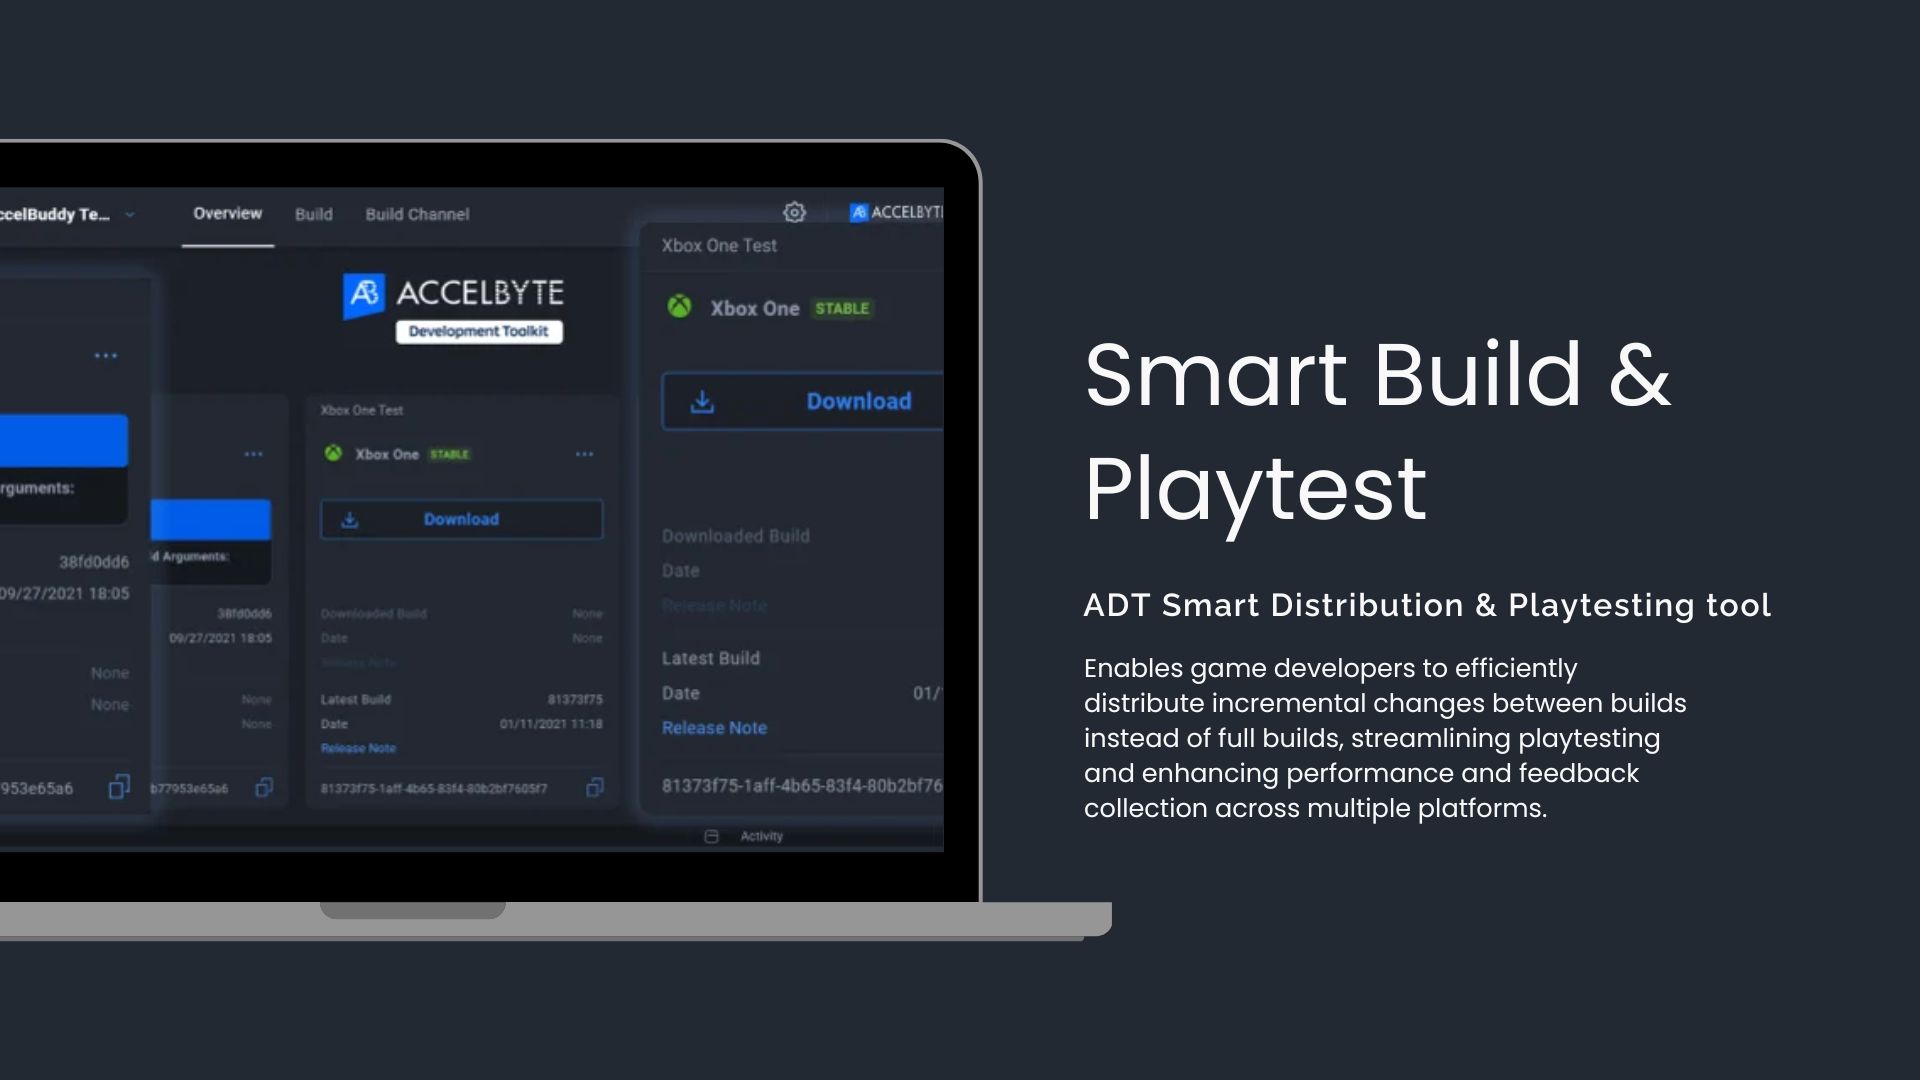 ccelBuddy Te...
Overview
Build
Build Channel
ACCELBYTE
Development Toolkit
rguments:
38fd0dd6
09/27/2021 18:05
None
None
953e65a6
d Arguments:
38fd0dd6
09/27/2021 18:05
None
None
b77953e65a6
Xbox One Test
Xbox One STABLE
Download
Downloaded Build None
Date None
Release Note
Latest Build 81373f75
Date 01/11/2021 11:18
Release Note
81373f75-1aff-4b65-83f4-80b2bf7605f7
ACCELBYT
Xbox One Test
Xbox One STABLE
Download
Downloaded Build
Date
Release Note
Latest Build
Date 01/
Release Note
81373f75-1aff-4b65-83f4-80b2bf76
Activity
Smart Build &
Playtest
ADT Smart Distribution & Playtesting tool
Enables game developers to efficiently
distribute incremental changes between builds
instead of full builds, streamlining playtesting
and enhancing performance and feedback
collection across multiple platforms.